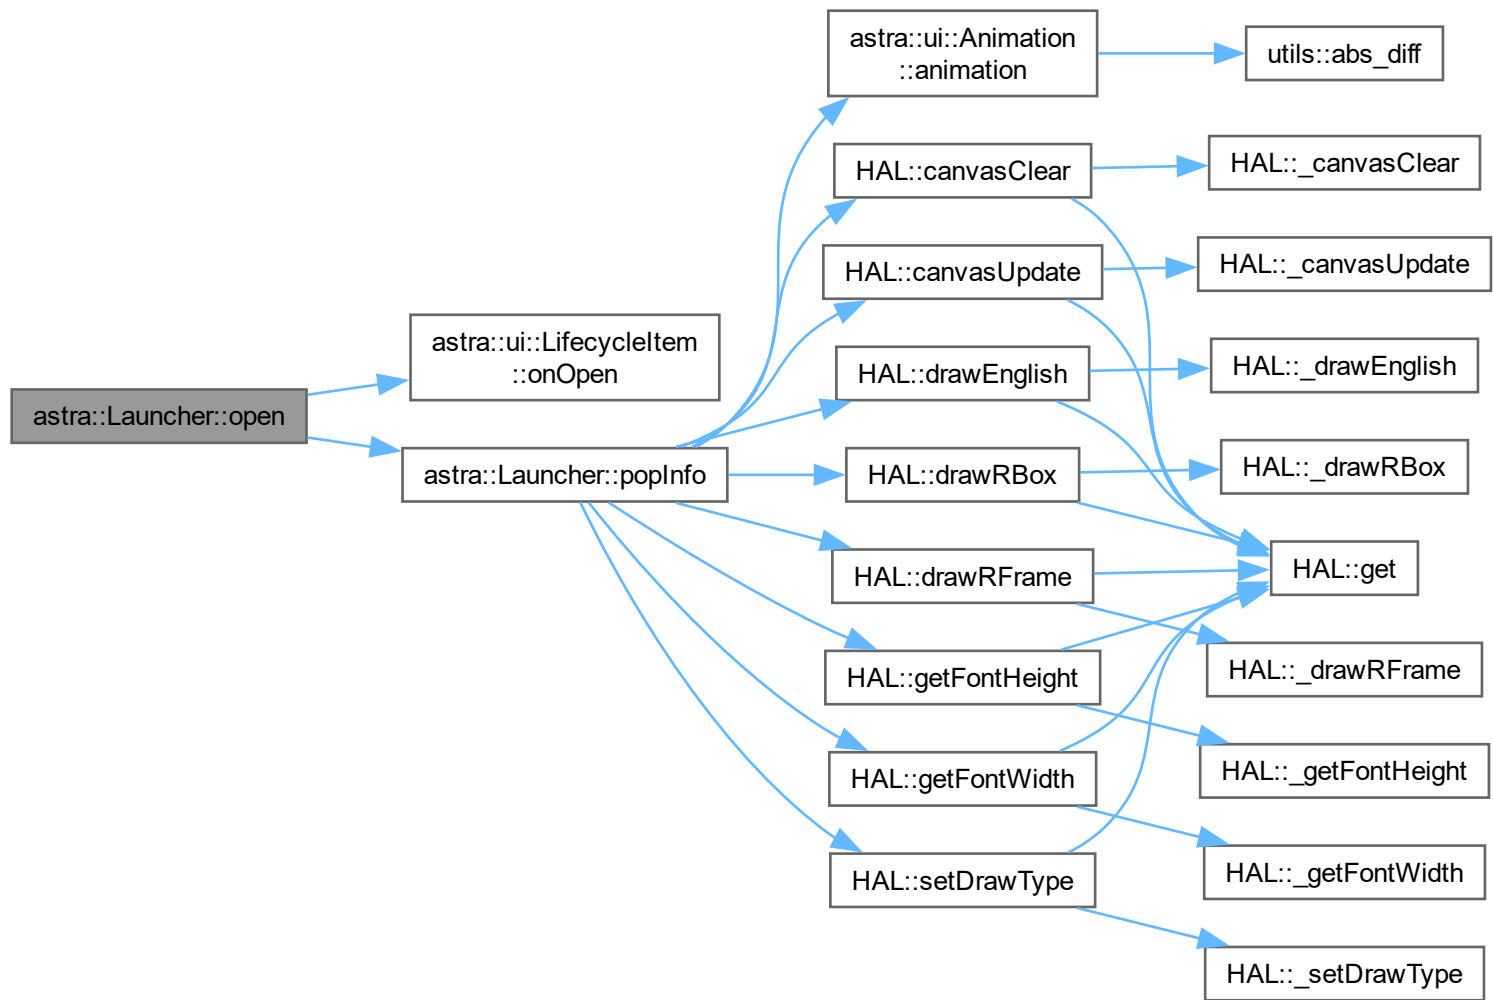 astra::Launcher::open
astra::ui::LifecycleItem
::onOpen
astra::Launcher::popInfo
astra::ui::Animation
::animation
HAL::canvasClear
HAL::canvasUpdate
HAL::drawEnglish
HAL::drawRBox
HAL::drawRFrame
HAL::getFontHeight
HAL::getFontWidth
HAL::setDrawType
utils::abs_diff
HAL::_canvasClear
HAL::_canvasUpdate
HAL::_drawEnglish
HAL::_drawRBox
HAL::get
HAL::_drawRFrame
HAL::_getFontHeight
HAL::_getFontWidth
HAL::_setDrawType